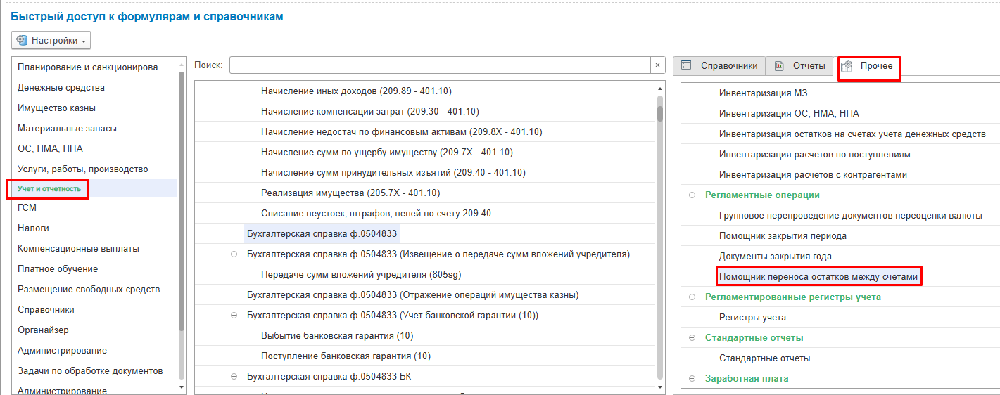 Быстрый доступ к формулярам и справочникам
Настройки
Планирование и санкционирова...
Денежные средства
Имущество казны
Материальные запасы
ОС, НМА, НПА
Услуги, работы, производство
Учет и отчетность
ГСМ
Налоги
Компенсационные выплаты
Платное обучение
Размещение свободных средств...
Справочники
Органайзер
Администрирование
Задачи по обработке документов
Администрирование
Поиск:
Начисление иных доходов (209.89 - 401.10)
Начисление компенсации затрат (209.30 - 401.10)
Начисление недостач по финансовым активам (209.8X - 401.10)
Начисление сумм по ущербу имуществу (209.7X - 401.10)
Начисление сумм принудительных изъятий (209.40 - 401.10)
Реализация имущества (205.7X - 401.10)
Списание неустоек, штрафов, пеней по счету 209.40
Бухгалтерская справка ф.0504833
Бухгалтерская справка ф.0504833 (Извещение о передаче сумм вложений учредителя)
Передаче сумм вложений учредителя (805sg)
Бухгалтерская справка ф.0504833 (Отражение операций имущества казны)
Бухгалтерская справка ф.0504833 (Учет банковской гарантии (10))
Выбытие банковская гарантия (10)
Поступление банковская гарантия (10)
Бухгалтерская справка ф.0504833 БК
Справочники
Отчеты
Прочее
Инвентаризация МЗ
Инвентаризация ОС, НМА, НПА
Инвентаризация остатков на счетах учета денежных средств
Инвентаризация расчетов по поступлениям
Инвентаризация расчетов с контрагентами
Регламентные операции
Групповое перепроведение документов переоценки валюты
Помощник закрытия периода
Документы закрытия года
Помощник переноса остатков между счетами
Регламентированные регистры учета
Регистры учета
Стандартные отчеты
Стандартные отчеты
Заработная плата